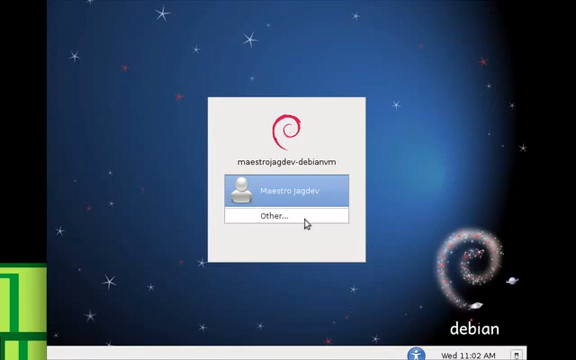 maestrojagdev-debianvm
Maestro Jagdev
Other...
debian
Wed 11:02 AM